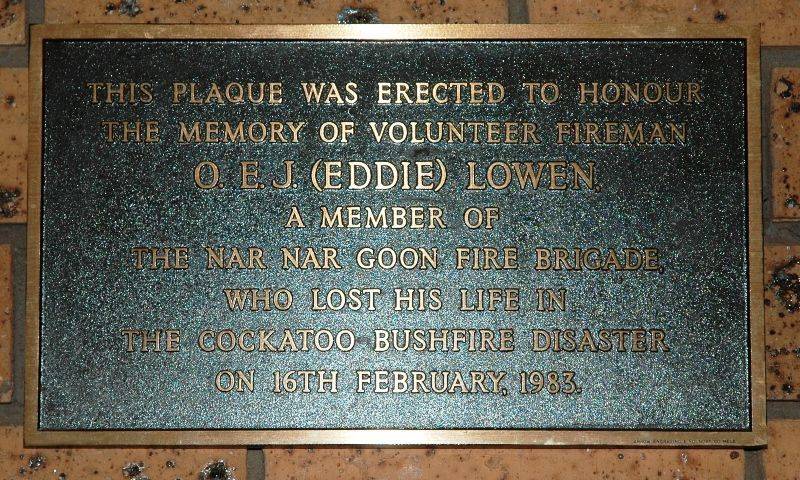 THIS PLAQUE WAS ERECTED TO HONOUR
THE MEMORY OF VOLUNTEER FIREMAN
O. E. J. (EDDIE) LOWEN,
A MEMBER OF
THE NAR NAR GOON FIRE BRIGADE,
WHO LOST HIS LIFE IN
THE COCKATOO BUSHFIRE DISASTER
ON 16TH FEBRUARY, 1983.